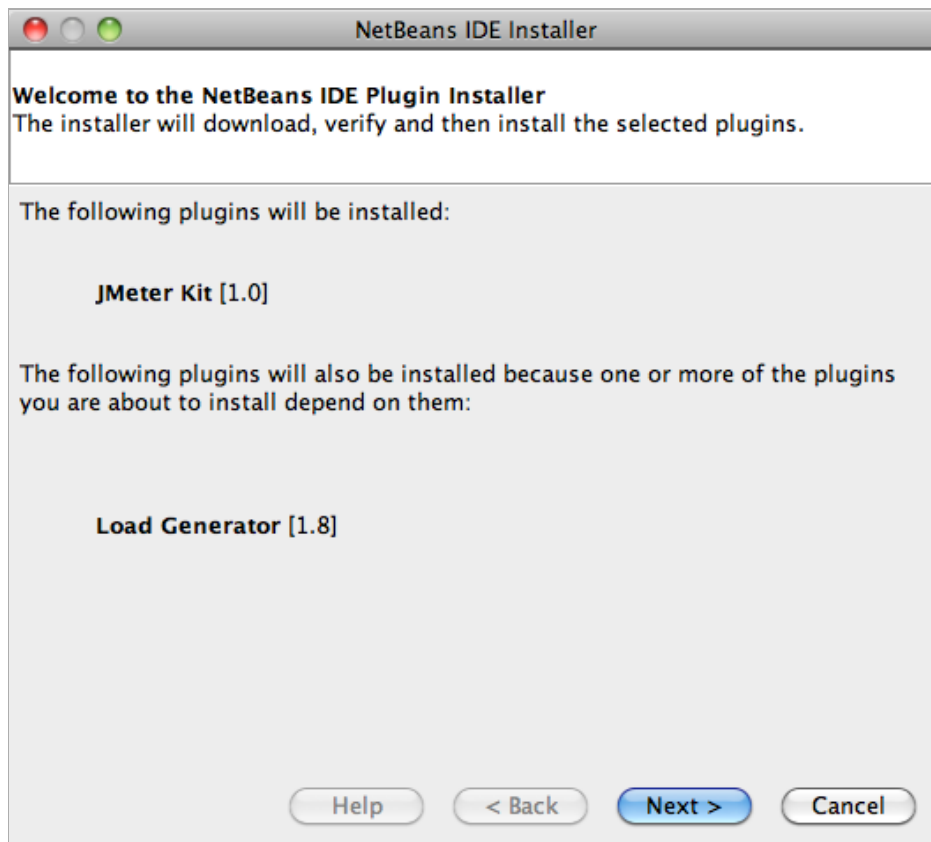 NetBeans IDE Installer
Welcome to the NetBeans IDE Plugin Installer
The installer will download, verify and then install the selected plugins.
The following plugins will be installed:
JMeter Kit [1.0]
The following plugins will also be installed because one or more of the plugins
you are about to install depend on them:
Load Generator [1.8]
Help
< Back
Next >
Cancel